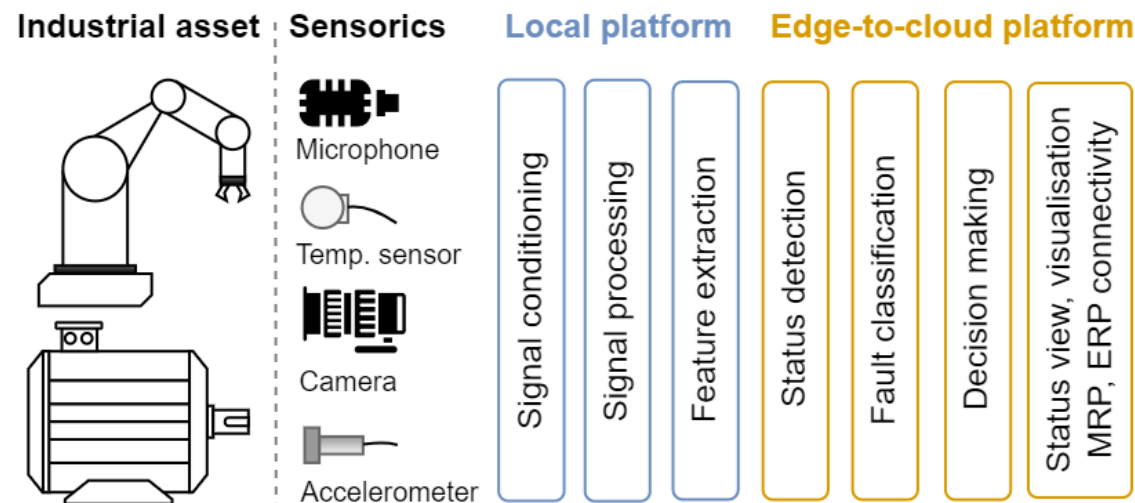 Industrial asset
Sensorics
Local platform
Edge-to-cloud platform
Microphone
Temp. sensor
Camera
Accelerometer
Signal conditioning
Signal processing
Feature extraction
Status detection
Fault classification
Decision making
Status view, visualisation
MRP, ERP connectivity